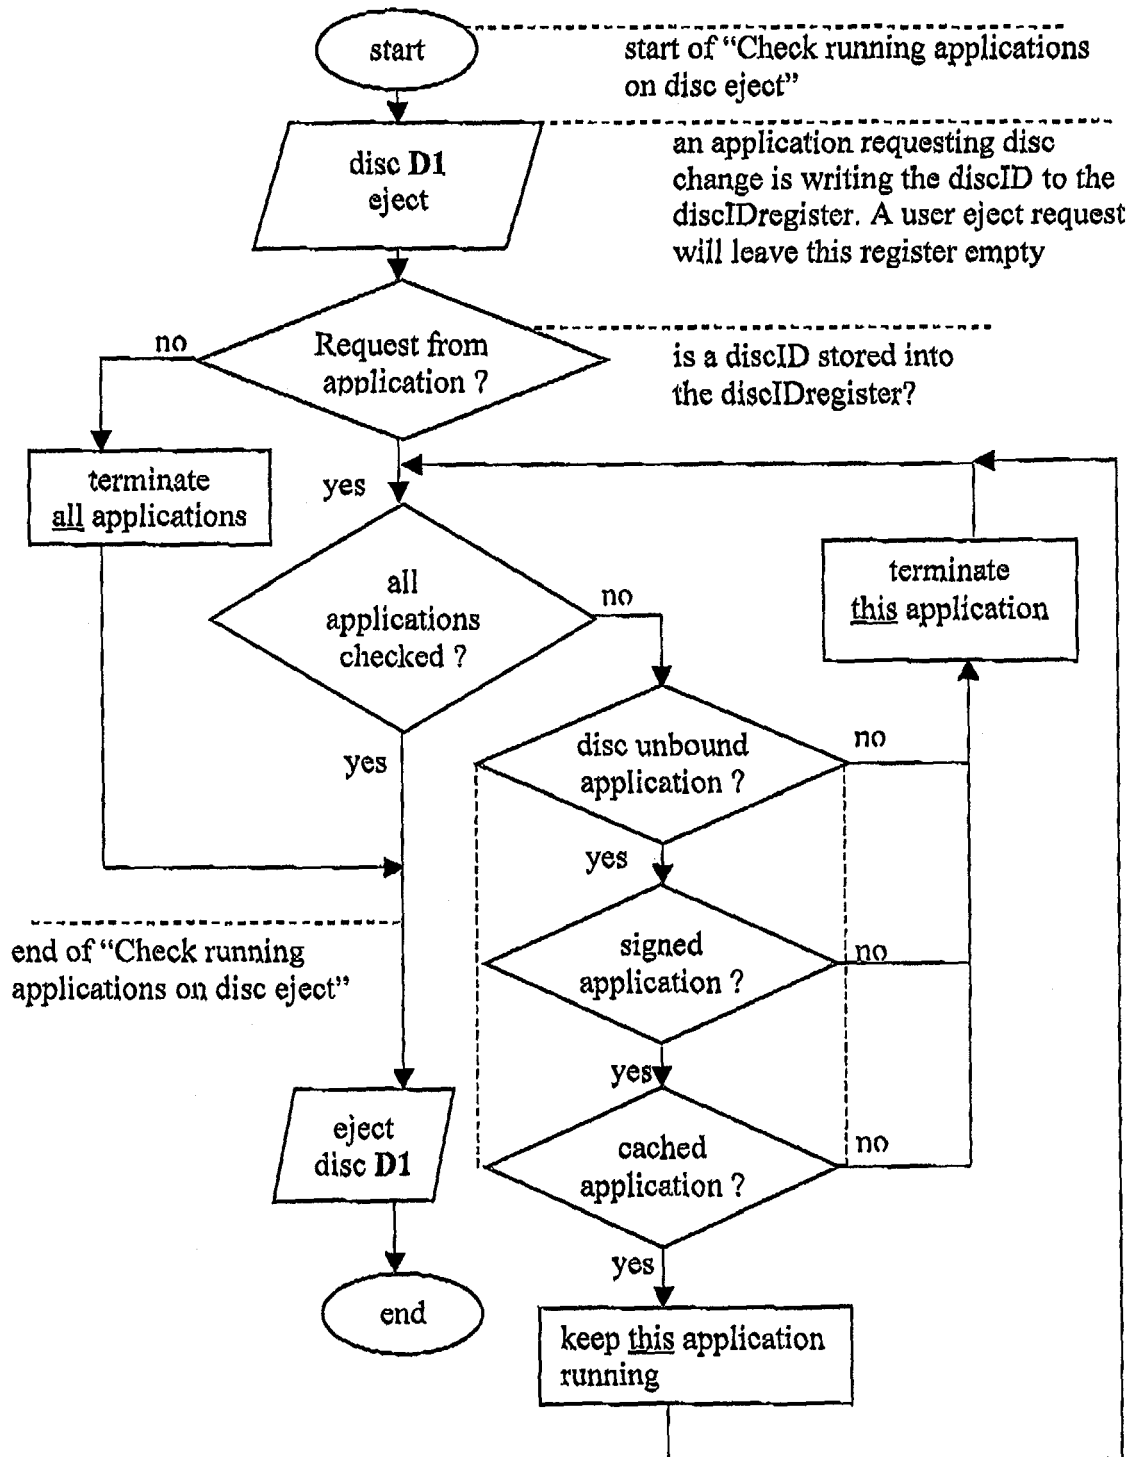 start
start of “Check running applications
on disc eject”
disc D1
eject
an application requesting disc
change is writing the discID to the
discIDregister. A user eject request
will leave this register empty
no
Request from
application ?
is a discID stored into
the discIDregister?
terminate
all applications
yes
terminate
this application
all
applications
checked ?
no
disc unbound
application ?
no
yes
yes
signed
application ?
no
end of “Check running
applications on disc eject”
yes
eject
disc D1
cached
application ?
no
yes
end
keep this application
running